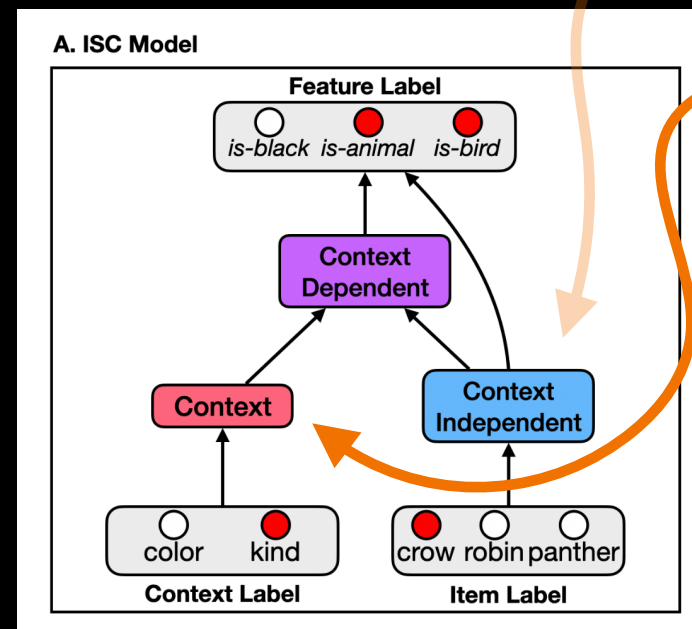 A. ISC Model
Feature Label
is-black is-animal is-bird
Context
Dependent
Context
Context
Independent
color kind
crow robin panther
Context Label
Item Label